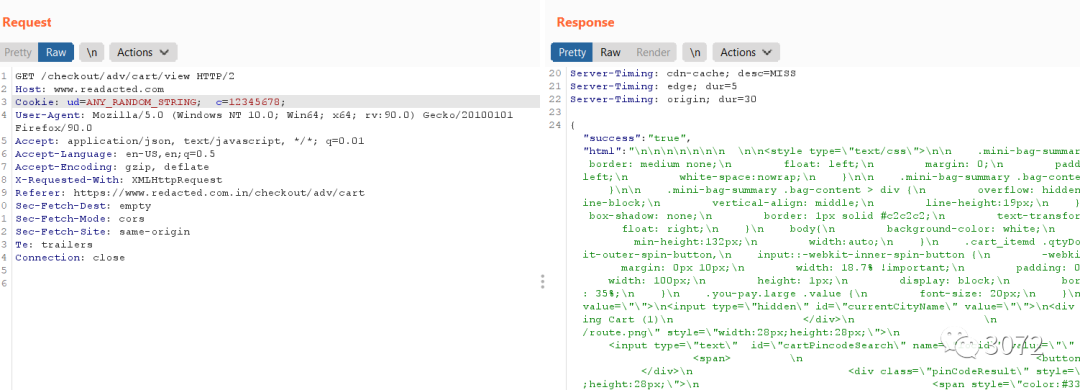 Request
Pretty Raw \n Actions
1 GET /checkout/adv/cart/view HTTP/2
2 Host: www.readacted.com
3 Cookie: ud=ANY_RANDOM_STRING; c=12345678;
4 User-Agent: Mozilla/5.0 (Windows NT 10.0; Win64; x64; rv:90.0) Gecko/20100101
Firefox/90.0
5 Accept: application/json, text/javascript, */*; q=0.01
6 Accept-Language: en-US,en;q=0.5
7 Accept-Encoding: gzip, deflate
8 X-Requested-With: XMLHttpRequest
9 Referer: https://www.redacted.com.in/checkout/adv/cart
0 Sec-Fetch-Dest: empty
1 Sec-Fetch-Mode: cors
2 Sec-Fetch-Site: same-origin
3 Te: trailers
4 Connection: close
5
6
Response
Pretty Raw Render \n Actions
20 Server-Timing: cdn-cache; desc=MISS
21 Server-Timing: edge; dur=5
22 Server-Timing: origin; dur=30
23
24 {
"success":"true",
"html":"\n\n\n\n\n\n\n \n\n<style type=\"text/css\">\n\n .mini-bag-summar
border: medium none;\n float: left;\n margin: 0;\n padd
left;\n white-space:nowrap;\n }\n\n .mini-bag-summary .bag-conte
}\n\n .mini-bag-summary .bag-content > div {\n overflow: hidden
ine-block;\n vertical-align: middle;\n line-height:19px;\n }
box-shadow: none;\n border: 1px solid #c2c2c2;\n text-transfor
float: right;\n }\n body{\n background-color: white;\n
min-height:132px;\n width:auto;\n }\n .cart_itemd .qtyDo
it-outer-spin-button,\n input::-webkit-inner-spin-button {\n -webki
margin: 0px 10px;\n width: 18.7% !important;\n padding: 0
width: 100px;\n height: 1px;\n display: block;\n bor
: 35%;\n }\n .you-pay.large .value {\n font-size: 20px;\n }\n
value=\"\">\n<input type=\"hidden\" id=\"currentCityName\" value=\"\">\n<div
ing Cart (1)\n </div>\n \n
/route.png\" style=\"width:28px;height:28px;\">\n
<input type=\"text\" id=\"cartPincodeSearch\" name= value=\"\"
<span> \n <button
</div>\n <div class=\"pinCodeResult\" style=\
;height:28px;\">\n <span style=\"color:#33
3072